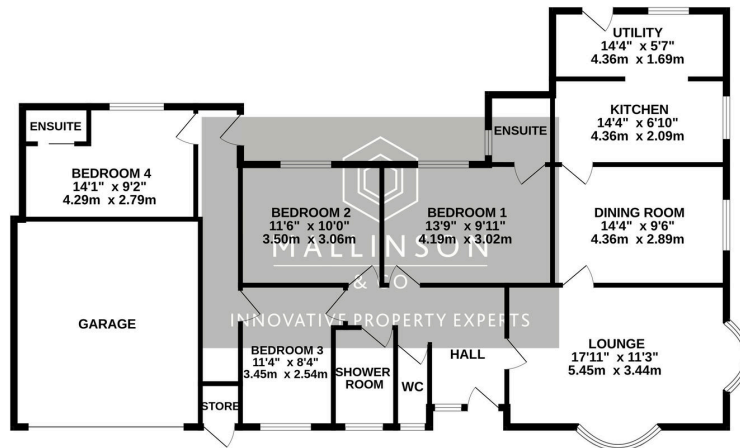 UTILITY
14'4" x 5'7"
4.36m x 1.69m
KITCHEN
14'4" x 6'10"
4.36m x 2.09m
ENSUITE
ENSUITE
BEDROOM 4
14'1" x 9'2"
4.29m x 2.79m
BEDROOM 2
11'6" x 10'0"
3.50m x 3.06m
BEDROOM 1
13'9" x 9'11"
4.19m x 3.02m
DINING ROOM
14'4" x 9'6"
4.36m x 2.89m
MALLINSON
& CO
INNOVATIVE PROPERTY EXPERTS
GARAGE
BEDROOM 3
11'4" x 8'4"
3.45m x 2.54m
SHOWER
ROOM
WC
HALL
LOUNGE
17'11" x 11'3"
5.45m x 3.44m
STORE